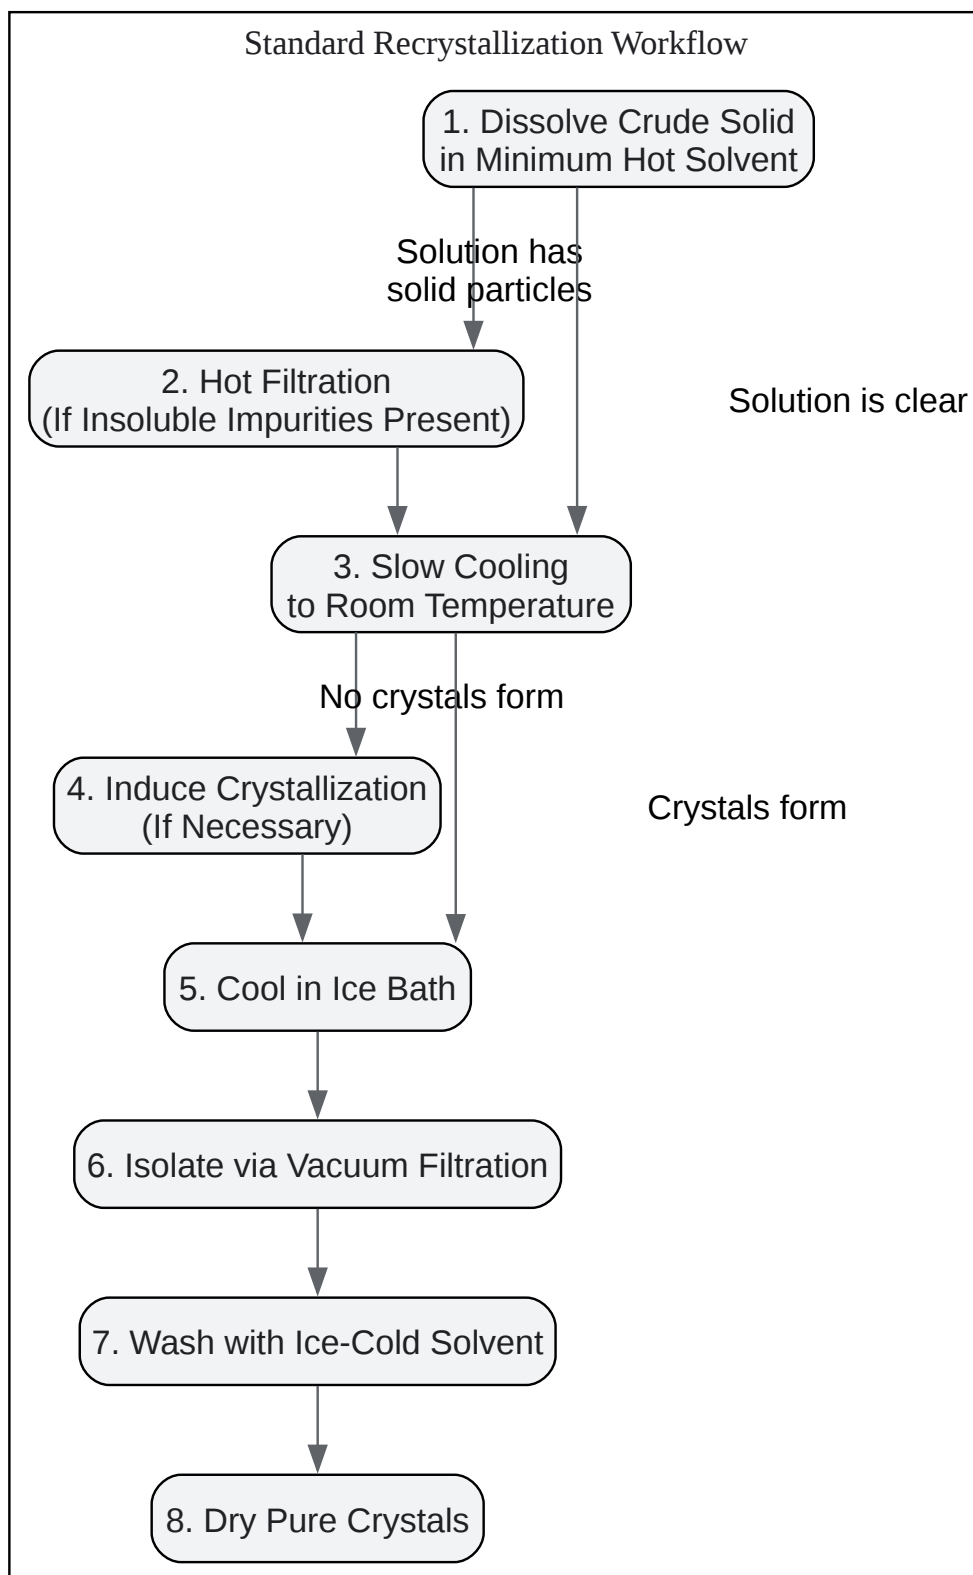 Standard Recrystallization Workflow
1. Dissolve Crude Solid
in Minimum Hot Solvent
Solution has
solid particles
2. Hot Filtration
(If Insoluble Impurities Present)
Solution is clear
3. Slow Cooling
to Room Temperature
No crystals form
4. Induce Crystallization
(If Necessary)
Crystals form
5. Cool in Ice Bath
6. Isolate via Vacuum Filtration
7. Wash with Ice-Cold Solvent
8. Dry Pure Crystals